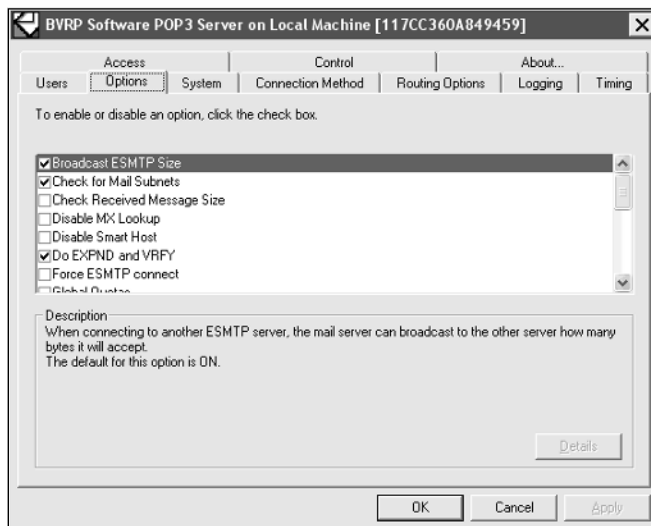 BVRP Software POP3 Server on Local Machine [117CC360A849459]
Access Control About...
Users Options System Connection Method Routing Options Logging Timing
To enable or disable an option, click the check box.
Broadcast ESMTP Size
Check for Mail Subnets
Check Received Message Size
Disable MX Lookup
Disable Smart Host
Do EXPND and VRFY
Force ESMTP connect
Global Quotas
Description
When connecting to another ESMTP server, the mail server can broadcast to the other server how many
bytes it will accept.
The default for this option is ON.
Details
OK Cancel Apply